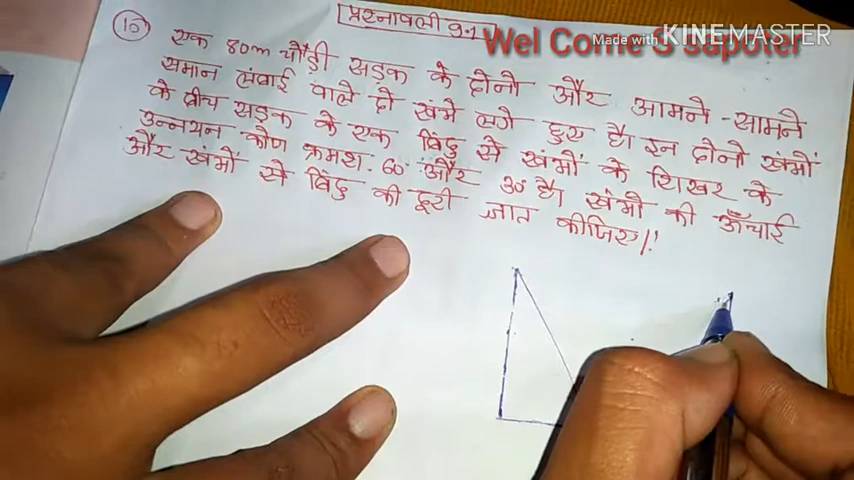 प्रश्नावली 9.1
Wel Come S sapoter
Made with KINEMASTER
10 एक 80m चौड़ी सड़क के दोनो और आमने-सामने
समान लंबाई वाले दो खंभे लगे हुए है। इन दोनो खंभों
के बीच सड़क के एक बिंदु से खंभों के शिखर के
उन्नयन कोण क्रमश. 60° और 30 है। खंभों की ऊँचाई
और खंभों से बिंदु की दूरी ज्ञात कीजिए।!